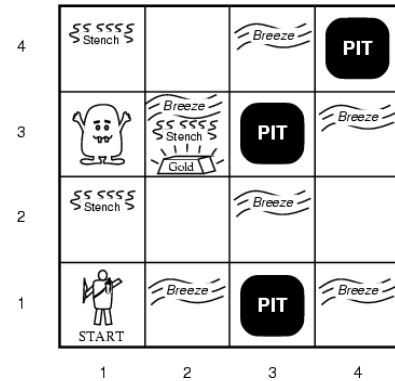 4 Stench Breeze PIT
Breeze
3 Stench PIT Breeze
Gold
2 Stench Breeze
Breeze PIT Breeze
1
START
1 2 3 4